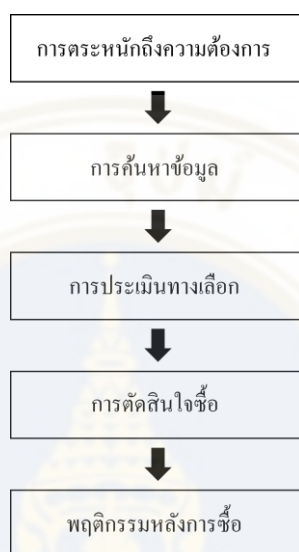 การตระหนักถึงความต้องการ
การค้นหาข้อมูล
การประเมินทางเลือก
การตัดสินใจซื้อ
พฤติกรรมหลังการซื้อ